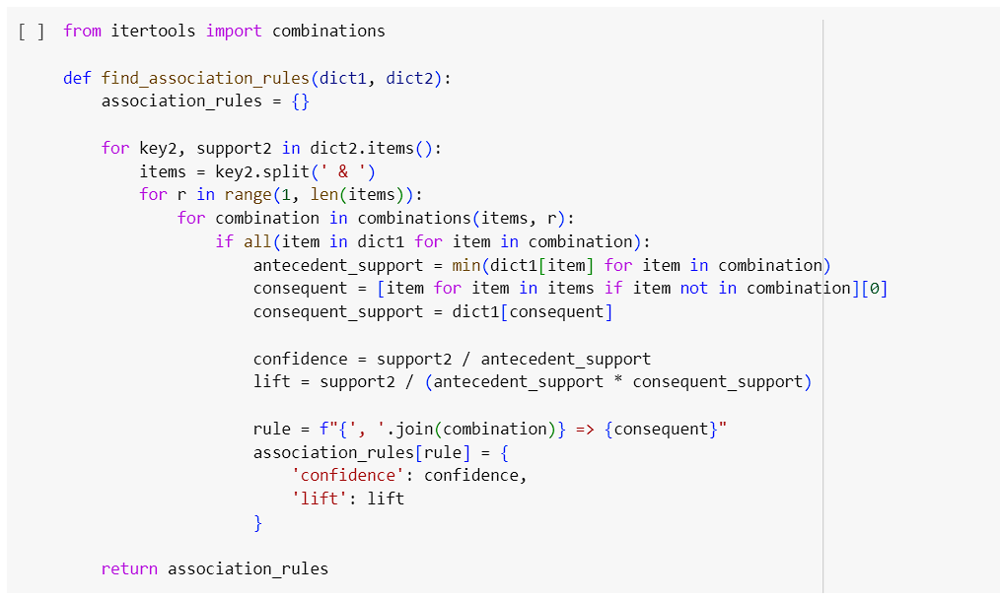 [ ] from itertools import combinations
def find_association_rules(dict1, dict2):
    association_rules = {}
    for key2, support2 in dict2.items():
        items = key2.split(' & ')
        for r in range(1, len(items)):
            for combination in combinations(items, r):
                if all(item in dict1 for item in combination):
                    antecedent_support = min(dict1[item] for item in combination)
                    consequent = [item for item in items if item not in combination][0]
                    consequent_support = dict1[consequent]
                    confidence = support2 / antecedent_support
                    lift = support2 / (antecedent_support * consequent_support)
                    rule = f"{', '.join(combination)} => {consequent}"
                    association_rules[rule] = {
                        'confidence': confidence,
                        'lift': lift
                    }
    return association_rules